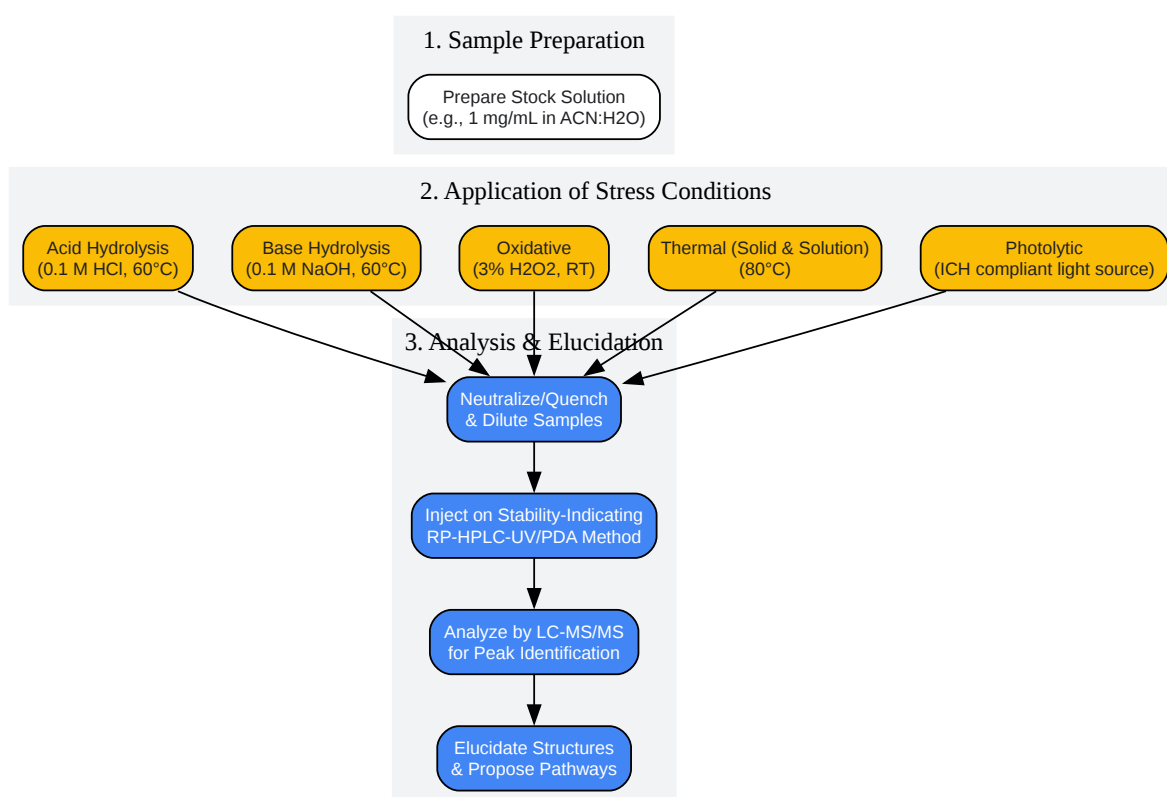 1. Sample Preparation
Prepare Stock Solution
(e.g., 1 mg/mL in ACN:H2O)
2. Application of Stress Conditions
Acid Hydrolysis
(0.1 M HCl, 60°C)
Base Hydrolysis
(0.1 M NaOH, 60°C)
Oxidative
(3% H2O2, RT)
Thermal (Solid & Solution)
(80°C)
Photolytic
(ICH compliant light source)
3. Analysis & Elucidation
Neutralize/Quench
& Dilute Samples
Inject on Stability-Indicating
RP-HPLC-UV/PDA Method
Analyze by LC-MS/MS
for Peak Identification
Elucidate Structures
& Propose Pathways